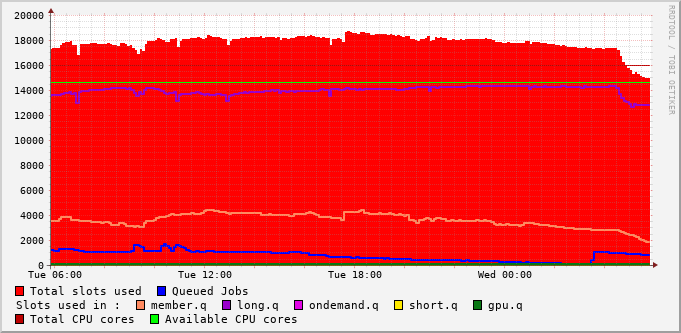 RRDTOOL / TOBI OETIKER
20000
18000
16000
14000
12000
10000
8000
6000
4000
2000
0
Tue 06:00 Tue 12:00 Tue 18:00 Wed 00:00
Total slots used Queued Jobs
Slots used in : member.q long.q ondemand.q short.q gpu.q
Total CPU cores Available CPU cores